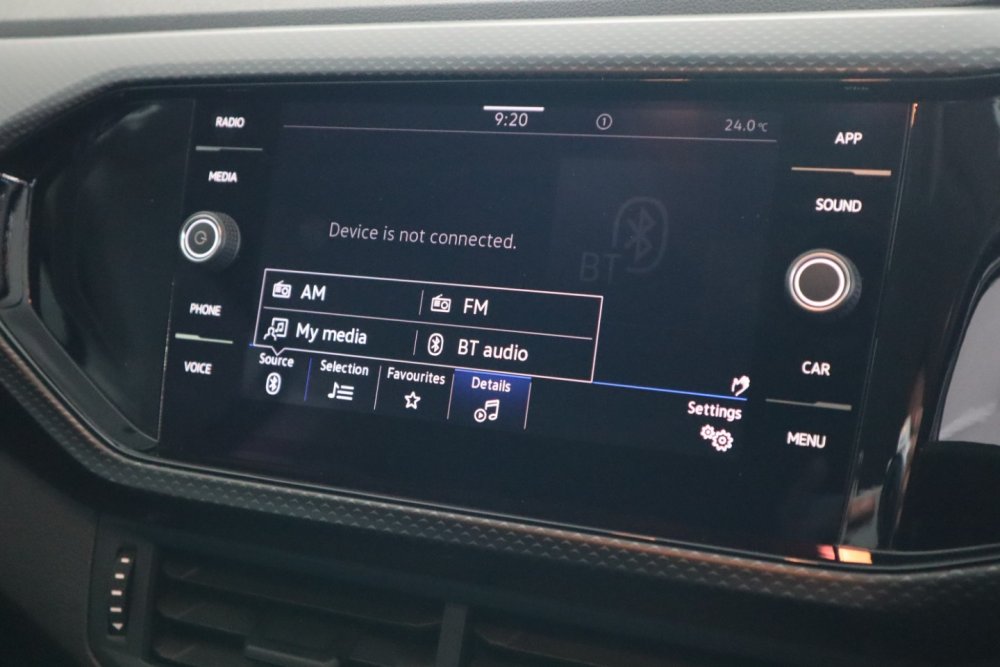 RADIO
MEDIA
PHONE
VOICE
9:20
1
24.0°C
Device is not connected.
BT
AM
FM
My media
BT audio
Source
Selection
Favourites
Details
Settings
APP
SOUND
CAR
MENU